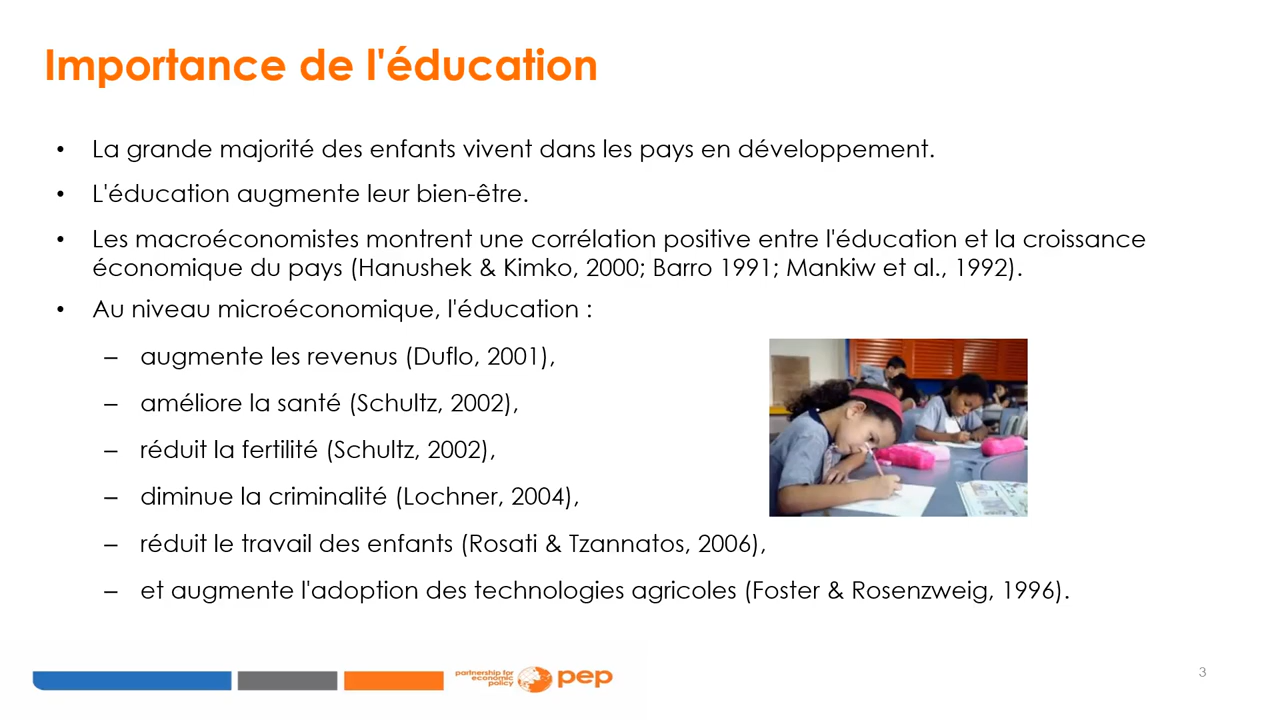 Importance de l'éducation
• La grande majorité des enfants vivent dans les pays en développement.
• L'éducation augmente leur bien-être.
• Les macroéconomistes montrent une corrélation positive entre l'éducation et la croissance
économique du pays (Hanushek & Kimko, 2000; Barro 1991; Mankiw et al., 1992).
• Au niveau microéconomique, l'éducation :
– augmente les revenus (Duflo, 2001),
– améliore la santé (Schultz, 2002),
– réduit la fertilité (Schultz, 2002),
– diminue la criminalité (Lochner, 2004),
– réduit le travail des enfants (Rosati & Tzannatos, 2006),
– et augmente l'adoption des technologies agricoles (Foster & Rosenzweig, 1996).
partnership for
economic
policy
pep
3